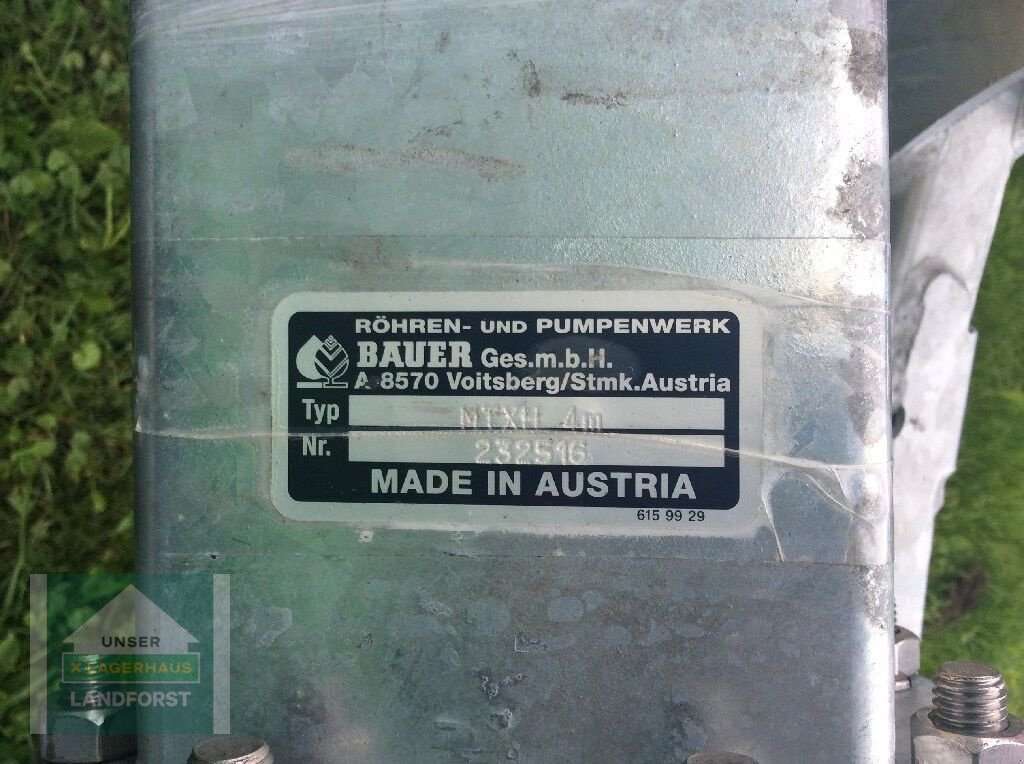 RÖHREN- UND PUMPENWERK
BAUER Ges.m.b.H.
A 8570 Voitsberg/Stmk.Austria
Typ MTXH 4m
Nr. 232516
MADE IN AUSTRIA
615 99 29
UNSER
X LAGERHAUS
LANDFORST